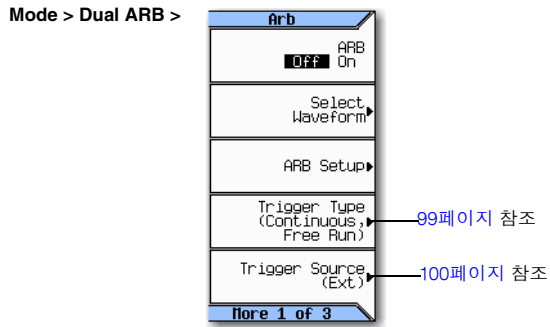 Mode > Dual ARB >
Arb
ARB
Off On
Select
Waveform
ARB Setup
Trigger Type
(Continuous,
Free Run)
99페이지 참조
Trigger Source
(Ext)
100페이지 참조
More 1 of 3